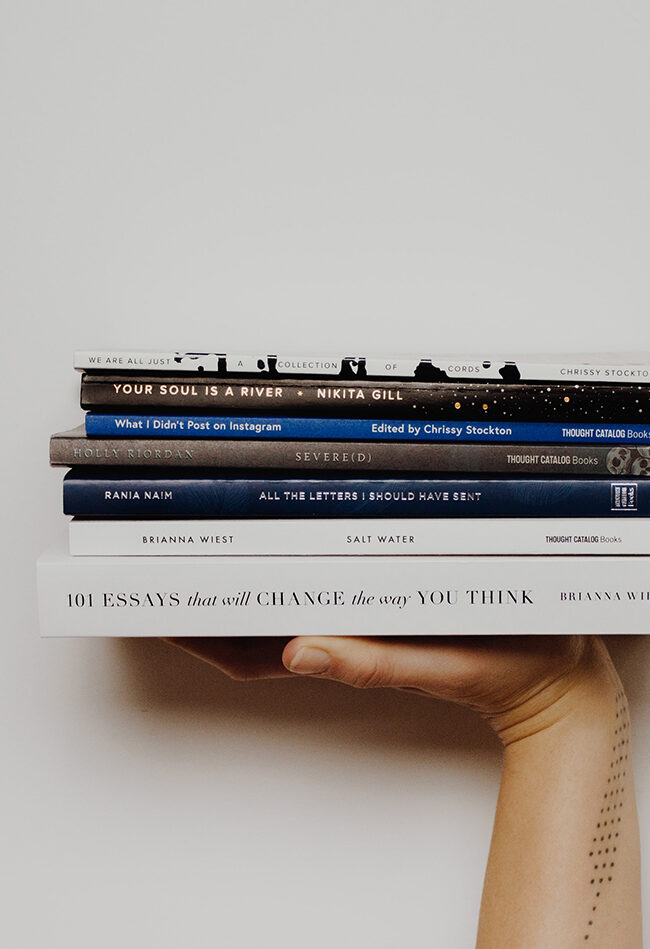 WE ARE ALL JUST A COLLECTION OF CORDS CHRISSY STOCKTO
YOUR SOUL IS A RIVER * NIKITA GILL
What I Didn't Post on Instagram Edited by Chrissy Stockton THOUGHT CATALOG Books
HOLLY RIORDAN SEVERE(D) THOUGHT CATALOG Books
RANIA NAIM ALL THE LETTERS I SHOULD HAVE SENT Books
BRIANNA WIEST SALT WATER THOUGHT CATALOG Books
101 ESSAYS that will CHANGE the way YOU THINK BRIANNA WIE